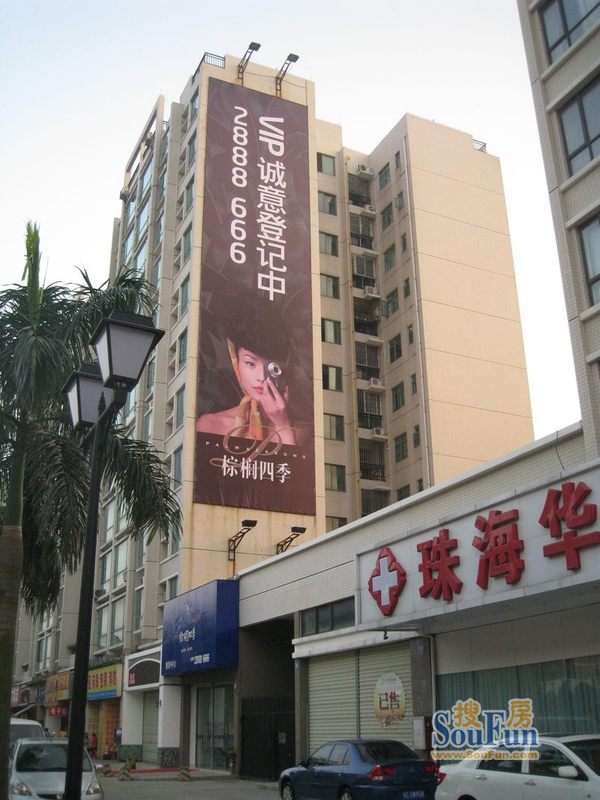 VIP 诚意登记中
2888 666
棕榈四季
珠海华
已售
搜房
SouFun
www.SouFun.com